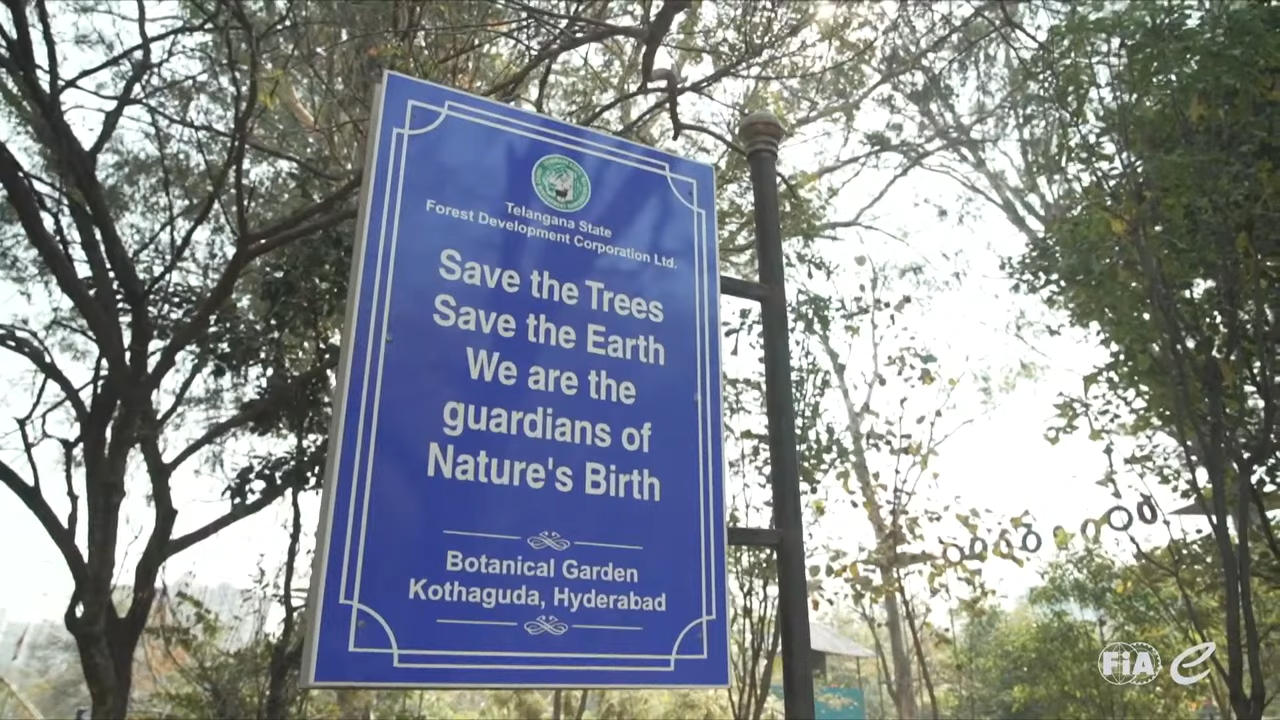 Telangana State
Forest Development Corporation Ltd.
Save the Trees
Save the Earth
We are the
guardians of
Nature's Birth
Botanical Garden
Kothaguda, Hyderabad
FIA